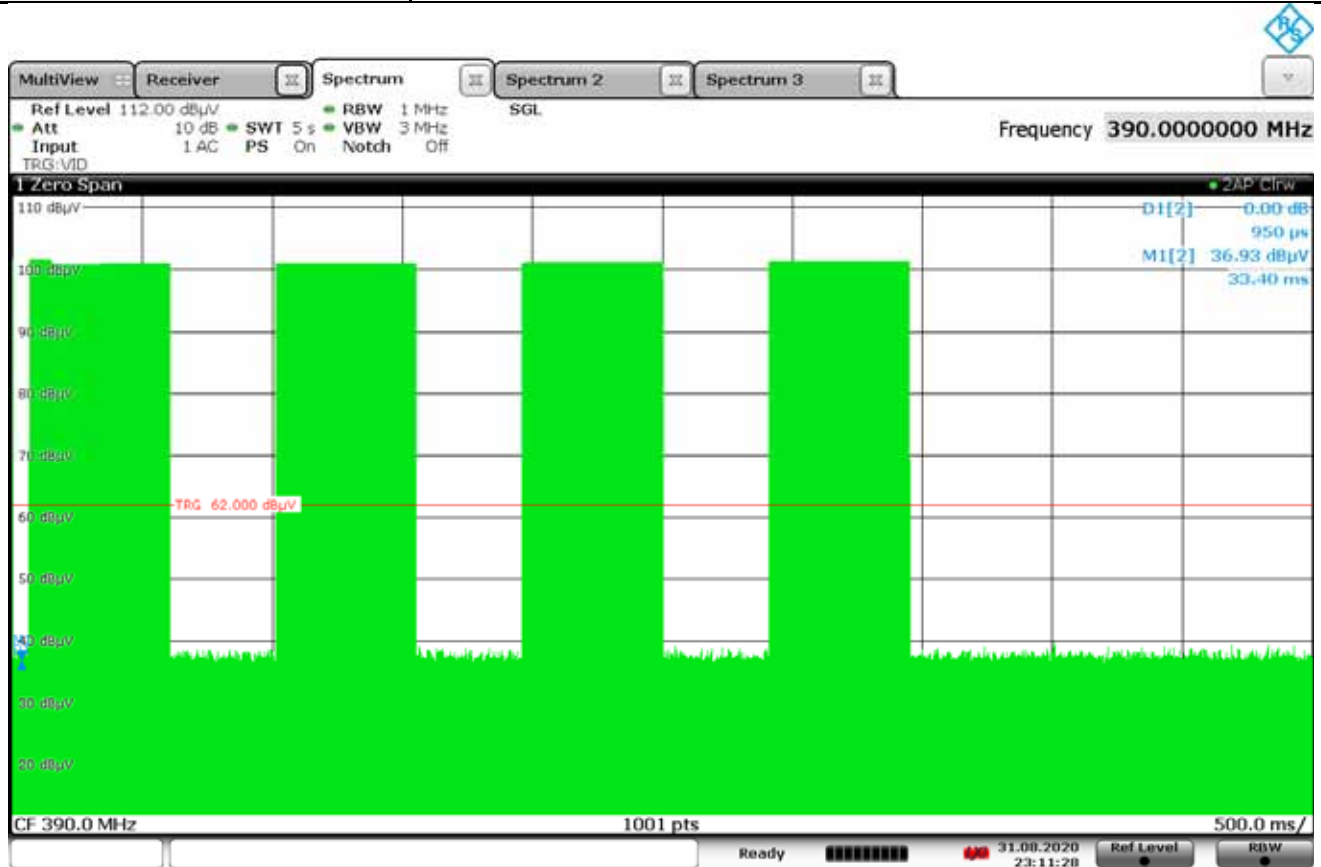 R&S
MultiView Receiver Spectrum Spectrum 2 Spectrum 3
Ref Level 112.00 dBµV RBW 1 MHz SGL
Att 10 dB SWT 5 s VBW 3 MHz Frequency 390.0000000 MHz
Input 1 AC PS On Notch Off
TRG:VID
1 Zero Span 2AP Clrw
110 dBµV D1[2] 0.00 dB
950 µs
M1[2] 36.93 dBµV
33.40 ms
100 dBµV
90 dBµV
80 dBµV
70 dBµV
TRG 62.000 dBµV
60 dBµV
50 dBµV
40 dBµV
30 dBµV
20 dBµV
CF 390.0 MHz 1001 pts 500.0 ms/
Ready 31.08.2020 Ref Level RBW
23:11:28